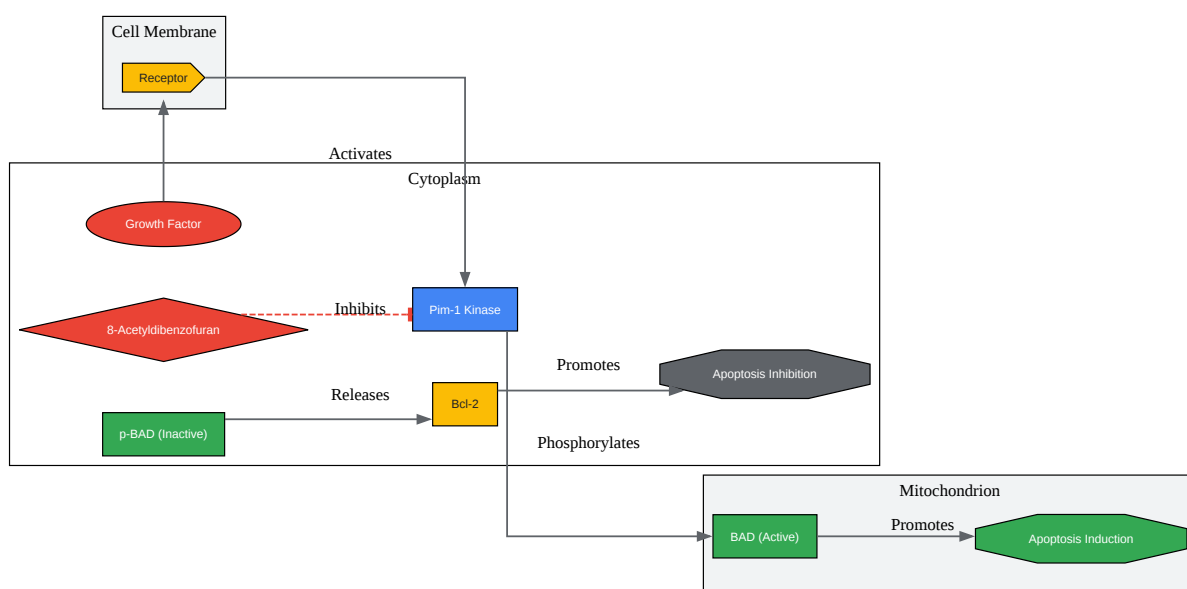 Cell Membrane
Receptor
Activates
Cytoplasm
Growth Factor
Inhibits
Pim-1 Kinase
8-Acetyldibenzofuran
Promotes
Apoptosis Inhibition
Releases
Bcl-2
p-BAD (Inactive)
Phosphorylates
Mitochondrion
Promotes
BAD (Active)
Apoptosis Induction